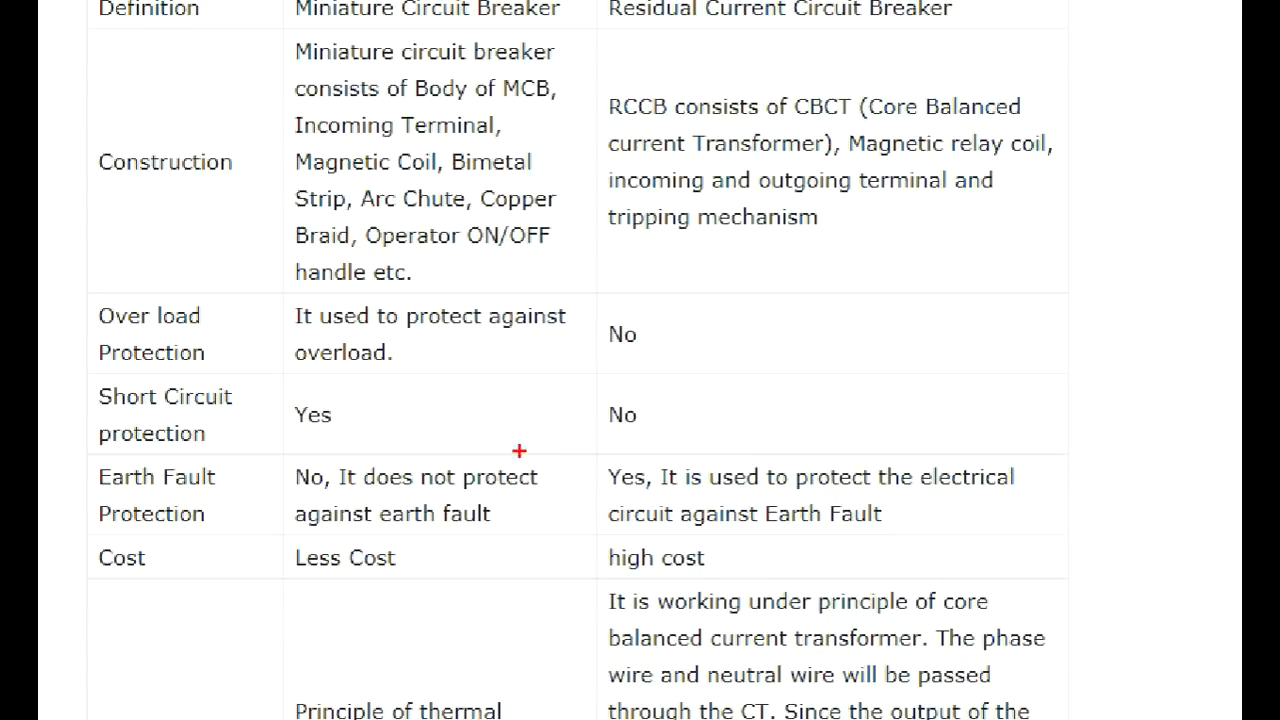 Definition
Miniature Circuit Breaker
Residual Current Circuit Breaker
Construction
Miniature circuit breaker
consists of Body of MCB,
Incoming Terminal,
Magnetic Coil, Bimetal
Strip, Arc Chute, Copper
Braid, Operator ON/OFF
handle etc.
RCCB consists of CBCT (Core Balanced
current Transformer), Magnetic relay coil,
incoming and outgoing terminal and
tripping mechanism
Over load
Protection
It used to protect against
overload.
No
Short Circuit
protection
Yes
No
Earth Fault
Protection
No, It does not protect
against earth fault
Yes, It is used to protect the electrical
circuit against Earth Fault
Cost
Less Cost
high cost
Principle of thermal
It is working under principle of core
balanced current transformer. The phase
wire and neutral wire will be passed
through the CT. Since the output of the